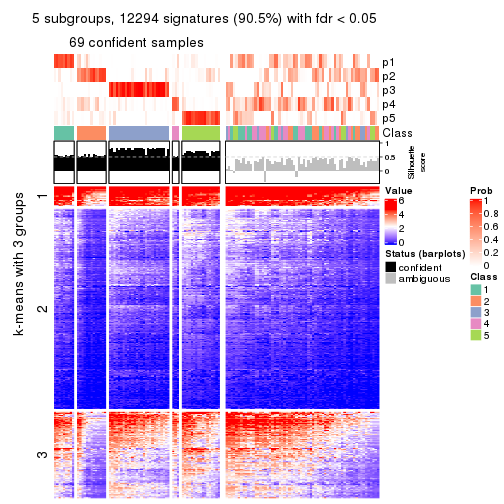 5 subgroups, 12294 signatures (90.5%) with fdr < 0.05
69 confident samples
p1
p2
p3
p4
p5
Class
1
0.5
0
Silhouette
score
k-means with 3 groups
1
2
3
Value
6
4
2
0
Status (barplots)
confident
ambiguous
Prob
1
0.8
0.6
0.4
0.2
0
Class
1
2
3
4
5